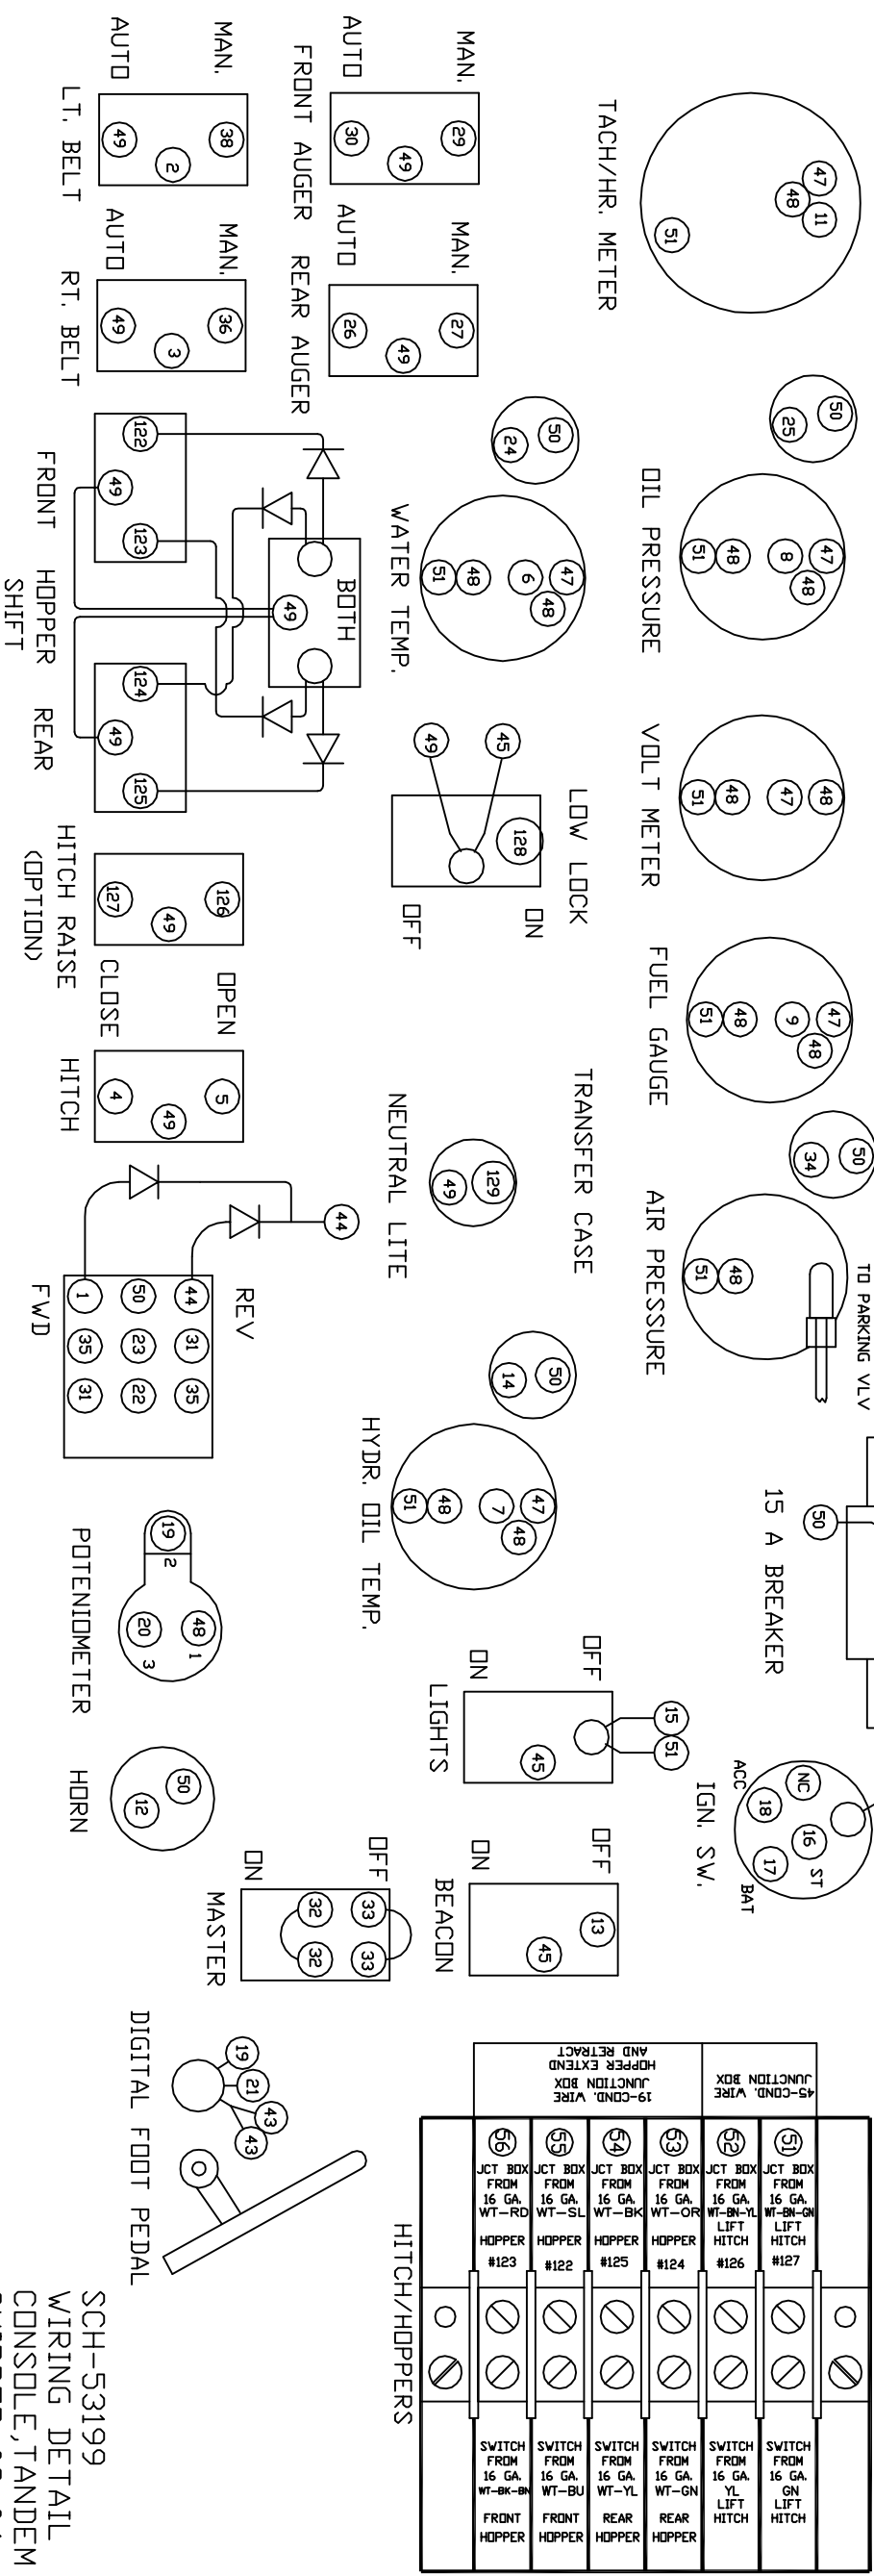 TACH/HR. METER
47
48
11
51
50
25
OIL PRESSURE
47
8
48
48
51
VOLT METER
48
47
48
51
FUEL GAUGE
47
9
48
48
51
50
34
AIR PRESSURE
48
51
TO PARKING VLV
15 A BREAKER
50
IGN. SW.
NC
ACC
18
16
ST
17
BAT
MAN.
AUTO
FRONT AUGER
29
49
30
MAN.
AUTO
REAR AUGER
27
49
26
50
24
WATER TEMP.
47
6
48
48
51
LOW LOCK
45
49
128
ON
OFF
TRANSFER CASE
NEUTRAL LITE
129
49
50
14
HYDR. OIL TEMP.
47
7
48
48
51
OFF
ON
LIGHTS
15
51
45
OFF
ON
BEACON
13
45
MAN.
AUTO
LT. BELT
38
2
49
MAN.
AUTO
RT. BELT
36
3
49
BOTH
49
122
49
123
124
49
125
FRONT HOPPER REAR
SHIFT
126
49
127
HITCH RAISE
(OPTION)
OPEN
CLOSE
5
49
4
HITCH
44
REV
44 31 35
50 23 22
1 35 31
FWD
19
2
48
1
20
3
POTENIOMETER
50
12
HORN
OFF
ON
33 33
32 32
MASTER
19
21
43
43
DIGITAL FOOT PEDAL
45-COND. WIRE
JUNCTION BOX
19-COND. WIRE
JUNCTION BOX
HOPPER EXTEND
AND RETRACT
51
JCT BOX
FROM
16 GA.
WT-BN-GN
LIFT
HITCH
#127
SWITCH
FROM
16 GA.
GN
LIFT
HITCH
52
JCT BOX
FROM
16 GA.
WT-BN-YL
LIFT
HITCH
#126
SWITCH
FROM
16 GA.
YL
LIFT
HITCH
53
JCT BOX
FROM
16 GA.
WT-OR
HOPPER
#124
SWITCH
FROM
16 GA.
WT-GN
REAR
HOPPER
54
JCT BOX
FROM
16 GA.
WT-BK
HOPPER
#125
SWITCH
FROM
16 GA.
WT-YL
REAR
HOPPER
55
JCT BOX
FROM
16 GA.
WT-SL
HOPPER
#122
SWITCH
FROM
16 GA.
WT-BU
FRONT
HOPPER
56
JCT BOX
FROM
16 GA.
WT-RD
HOPPER
#123
SWITCH
FROM
16 GA.
WT-BK-BN
FRONT
HOPPER
HITCH/HOPPERS
SCH-53199
WIRING DETAIL
CONSOLE,TANDEM